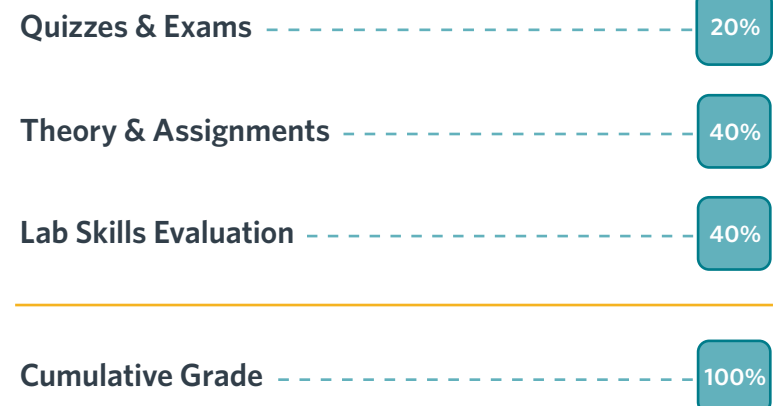 Quizzes & Exams 20%
Theory & Assignments 40%
Lab Skills Evaluation 40%
Cumulative Grade 100%